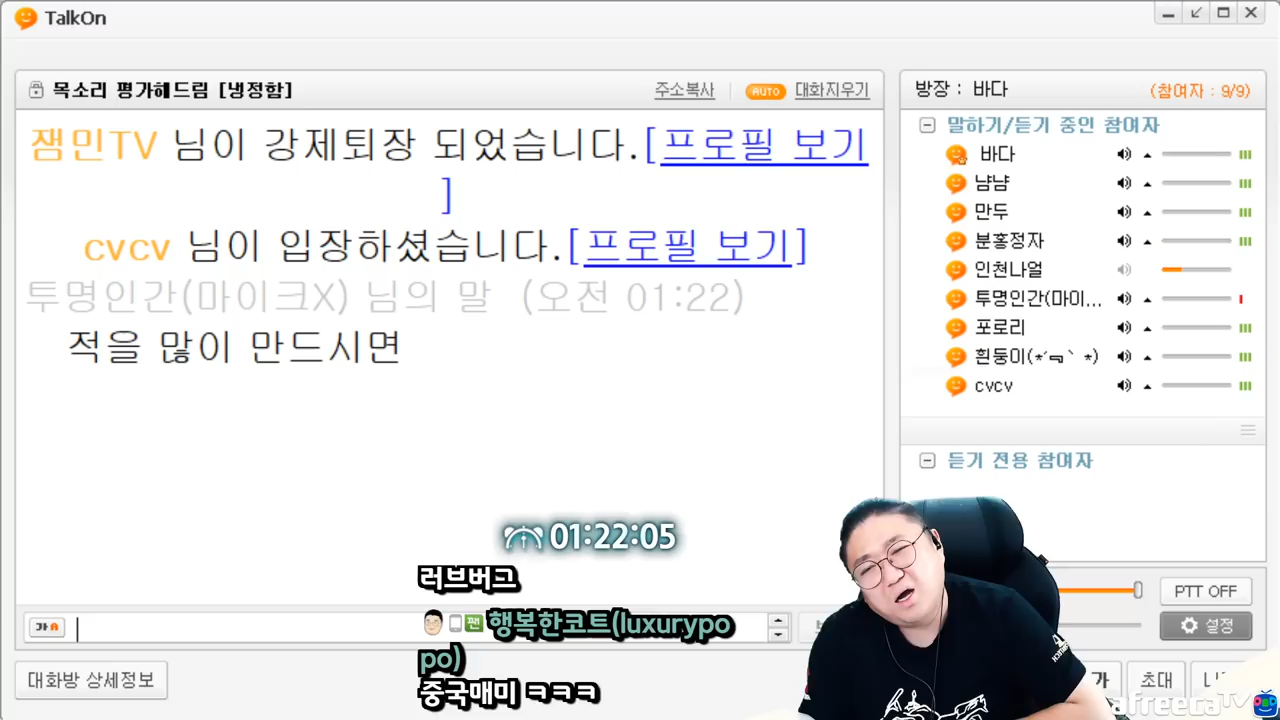 TalkOn
목소리 평가해드림 [냉정함]
주소복사
AUTO
대화지우기
방장 : 바다
(참여자 : 9/9)
잼민TV 님이 강제퇴장 되었습니다.[프로필 보기
]
cvcv 님이 입장하셨습니다.[프로필 보기]
투명인간(마이크X) 님의 말 (오전 01:22)
적을 많이 만드시면
말하기/듣기 중인 참여자
바다
냠냠
만두
분홍정자
인천나얼
투명인간(마이...
포로리
흰둥이(*´ㅋ` *)
cvcv
듣기 전용 참여자
01:22:05
러브버그
팬 행복한코트(luxurypo
po)
중국매미 ㅋㅋㅋ
가
PTT OFF
설정
대화방 상세정보
가
초대
afreecaTV